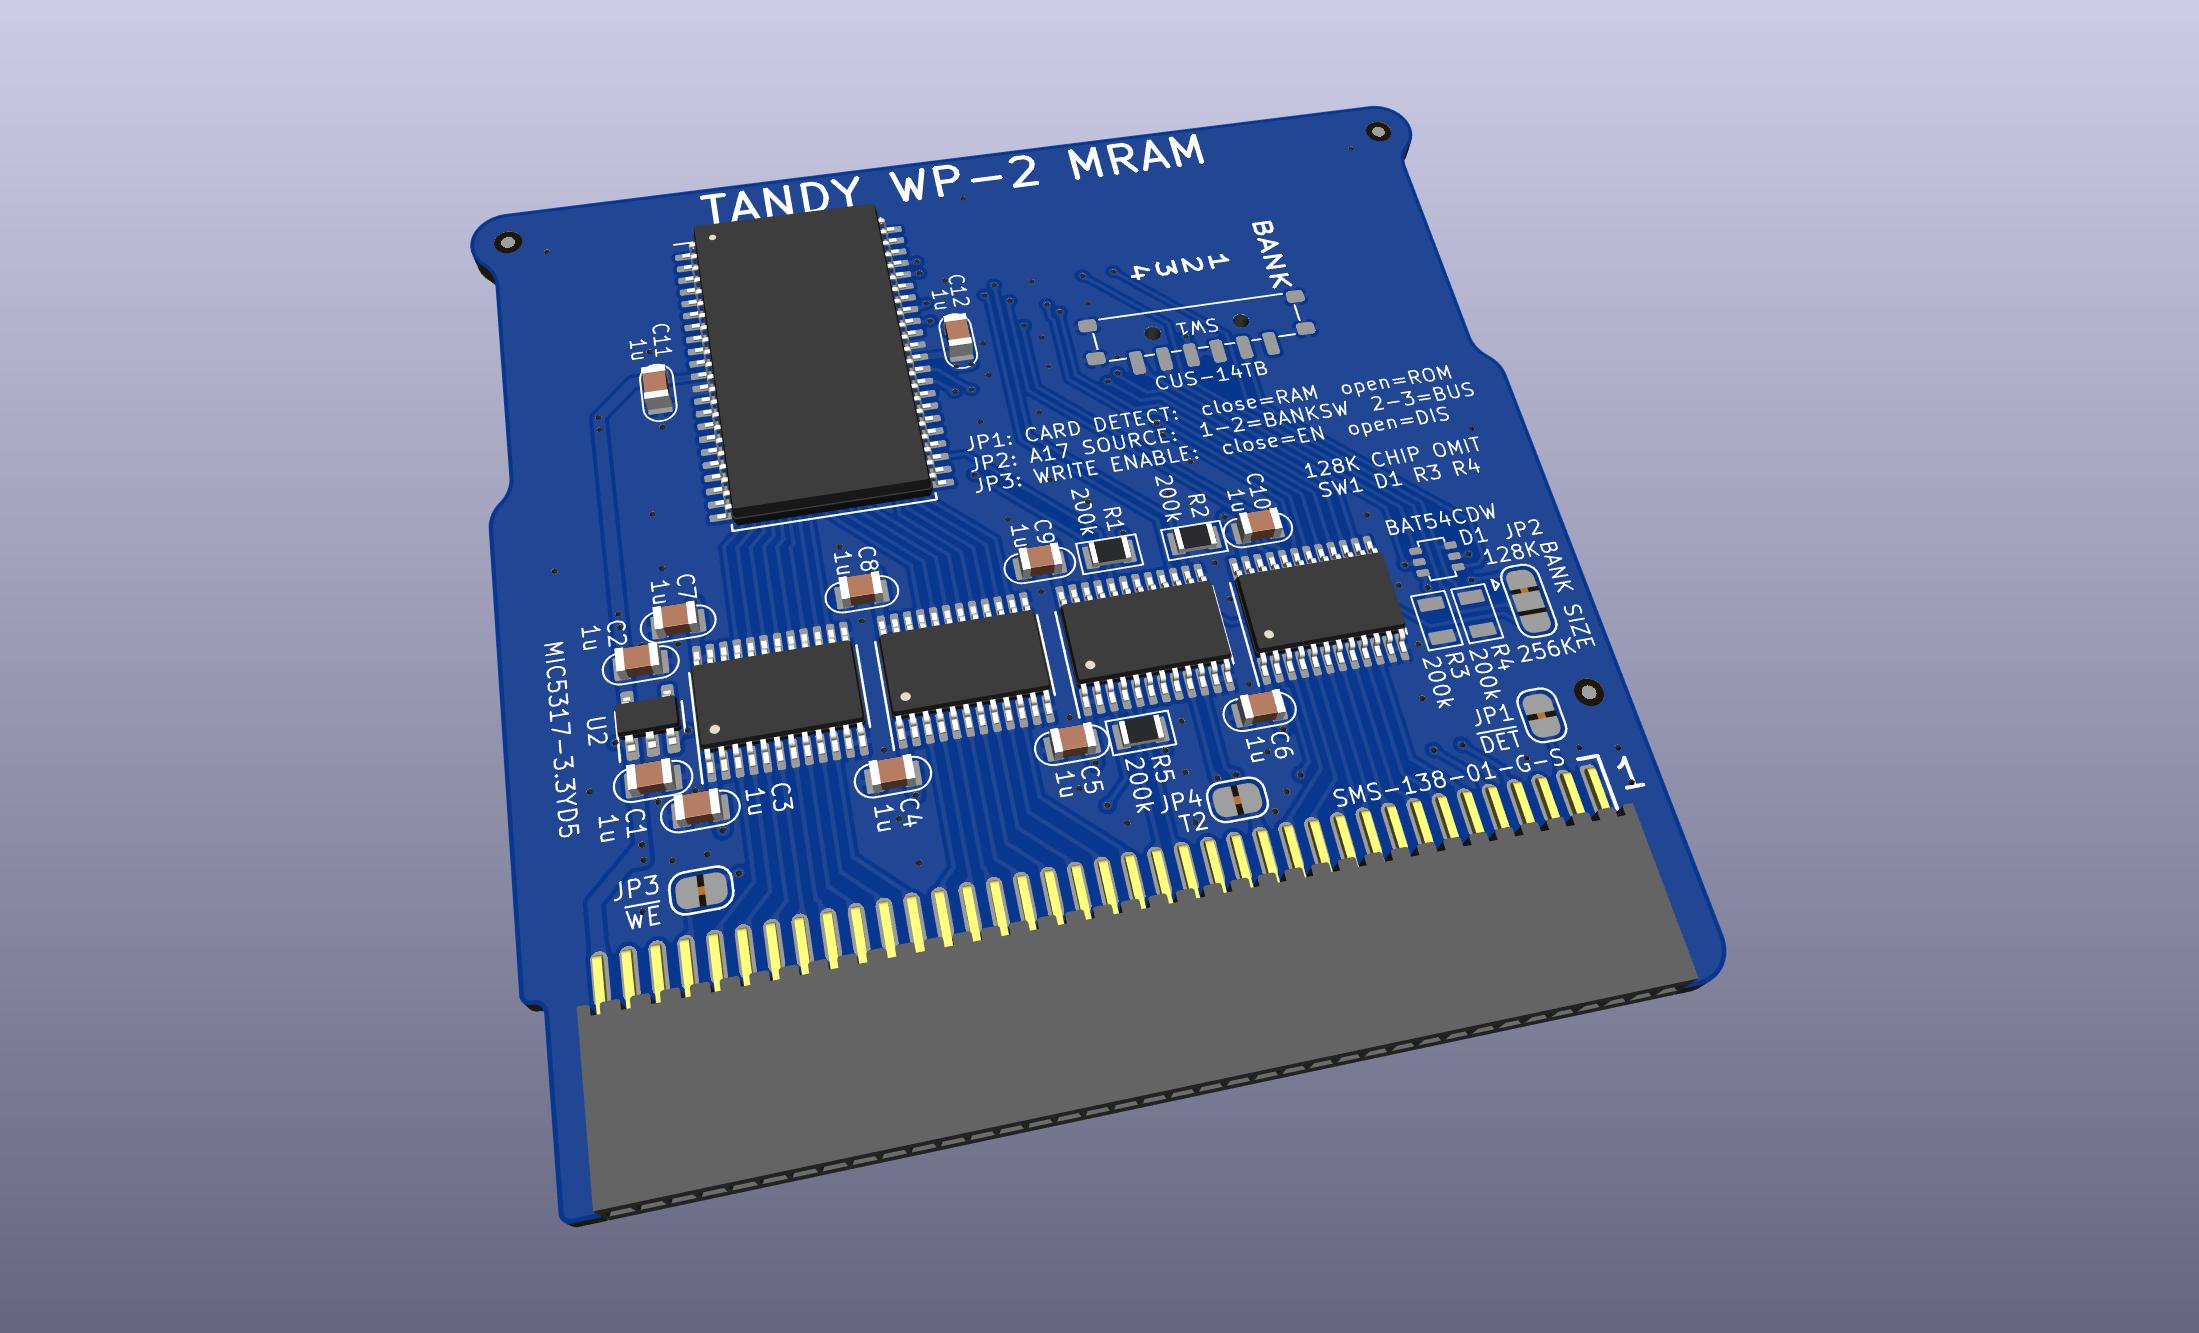 TANDY WP-2 MRAM
BANK
1234
SW1
CUS-14TB
C12
1u
C11
1u
JP1: CARD DETECT: close=RAM open=ROM
JP2: A17 SOURCE: 1-2=BANKSW 2-3=BUS
JP3: WRITE ENABLE: close=EN open=DIS
128K CHIP OMIT
SW1 D1 R3 R4
C10
1u
R2
200k
R1
200k
C9
1u
C8
1u
C7
1u
C2
1u
BAT54CDW
D1
JP2
128K
BANK SIZE
256K
R4
200k
R3
200k
MIC5317-3.3YD5
U2
JP1
DET
C6
1u
R5
200k
C5
1u
C4
1u
C3
1u
C1
1u
JP4
T2
SMS-138-01-G-S
1
JP3
WE